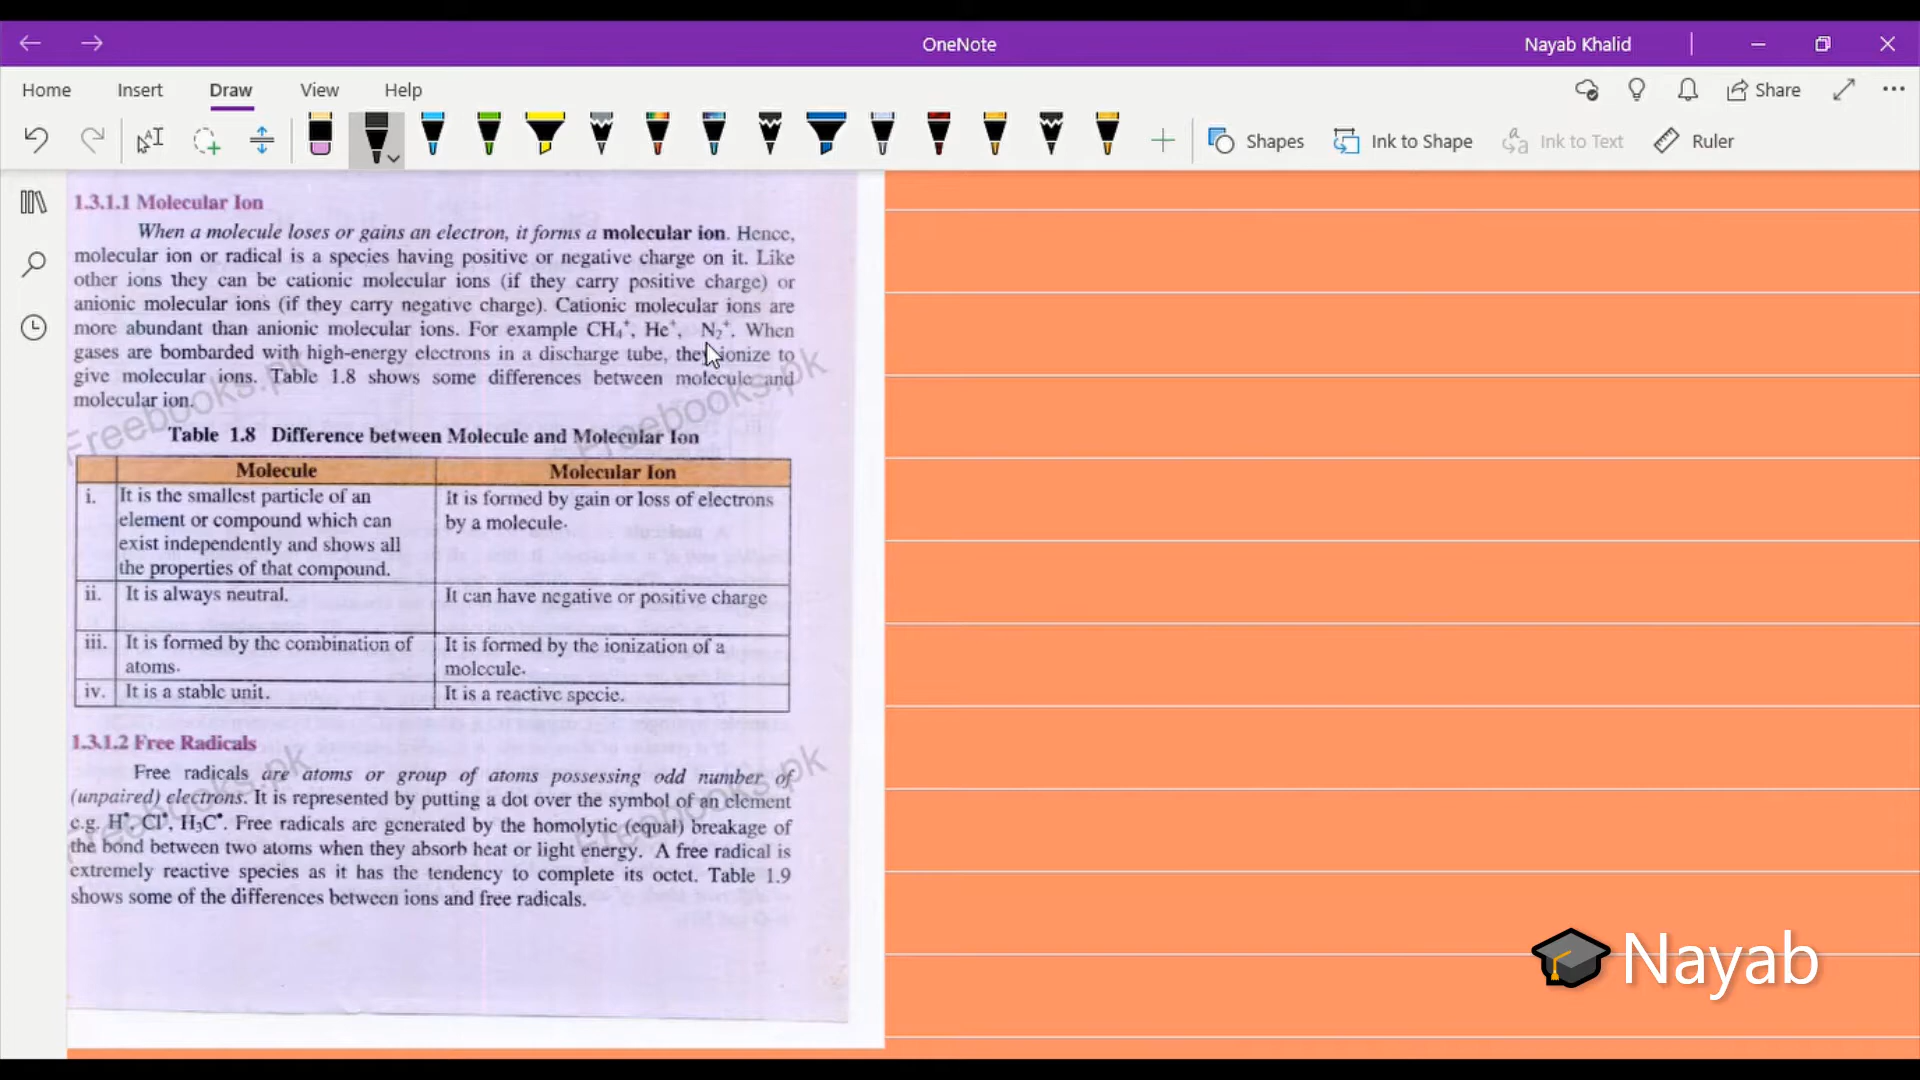 OneNote
Nayab Khalid
Home Insert Draw View Help
Share
Shapes Ink to Shape Ink to Text Ruler
1.3.1.1 Molecular Ion
When a molecule loses or gains an electron, it forms a molecular ion. Hence,
molecular ion or radical is a species having positive or negative charge on it. Like
other ions they can be cationic molecular ions (if they carry positive charge) or
anionic molecular ions (if they carry negative charge). Cationic molecular ions are
more abundant than anionic molecular ions. For example CH₄⁺, He⁺, N₂⁺. When
gases are bombarded with high-energy electrons in a discharge tube, they ionize to
give molecular ions. Table 1.8 shows some differences between molecule and
molecular ion.
Freebooks.pk
Freebooks.pk
Table 1.8 Difference between Molecule and Molecular Ion
Molecule Molecular Ion
i. It is the smallest particle of an It is formed by gain or loss of electrons
element or compound which can by a molecule.
exist independently and shows all
the properties of that compound.
ii. It is always neutral. It can have negative or positive charge
iii. It is formed by the combination of It is formed by the ionization of a
atoms. molecule.
iv. It is a stable unit. It is a reactive specie.
1.3.1.2 Free Radicals
Free radicals are atoms or group of atoms possessing odd number of
(unpaired) electrons. It is represented by putting a dot over the symbol of an element
e.g. H•, Cl•, H₃C•. Free radicals are generated by the homolytic (equal) breakage of
the bond between two atoms when they absorb heat or light energy. A free radical is
extremely reactive species as it has the tendency to complete its octet. Table 1.9
shows some of the differences between ions and free radicals.
Freebooks.pk
Freebooks.pk
Nayab